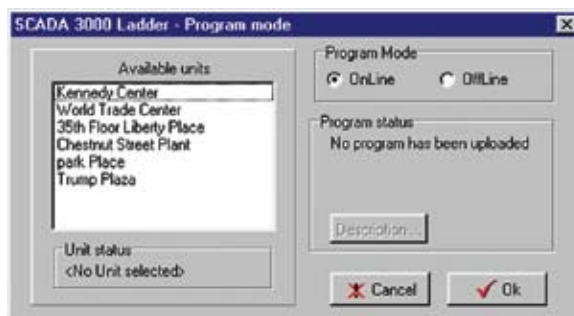 SCADA 3000 Ladder - Program mode
Available units
Kennedy Center
World Trade Center
35th Floor Liberty Place
Chestnut Street Plant
park Place
Trump Plaza
Unit status
<No Unit selected>
Program Mode
OnLine
OffLine
Program status
No program has been uploaded
Description...
Cancel
Ok